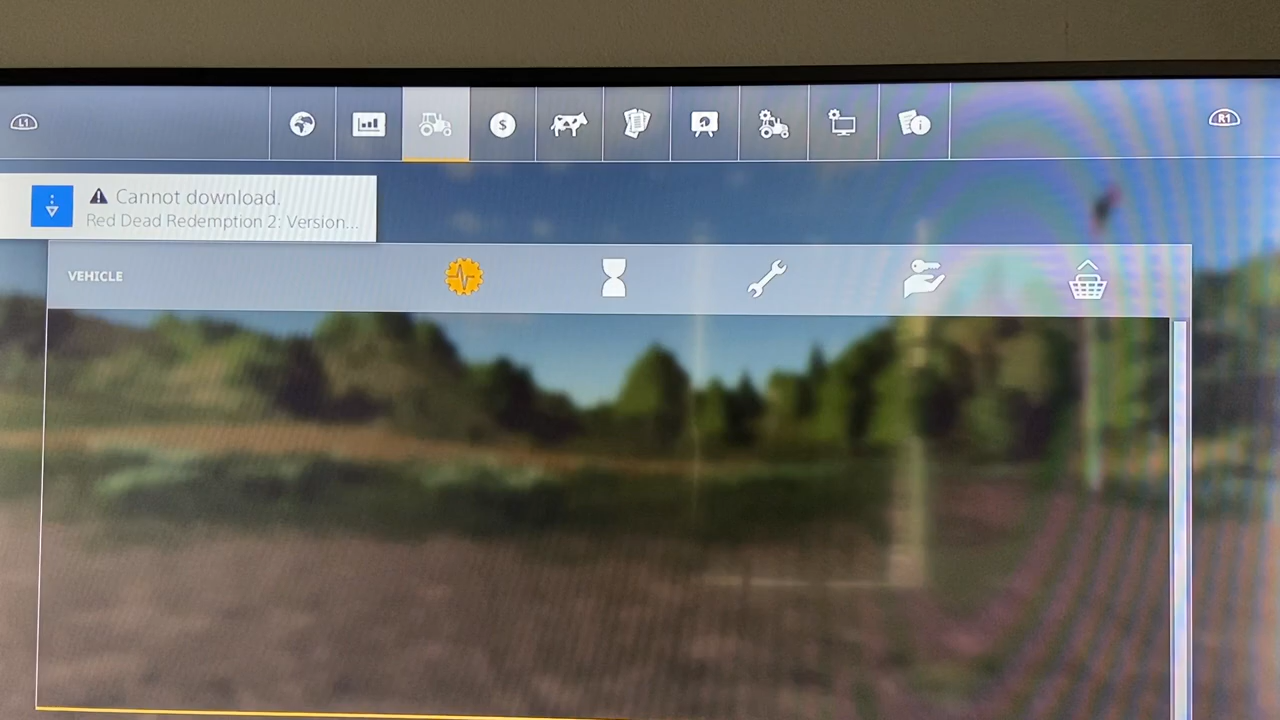 L1
R1
Cannot download.
Red Dead Redemption 2: Version...
VEHICLE